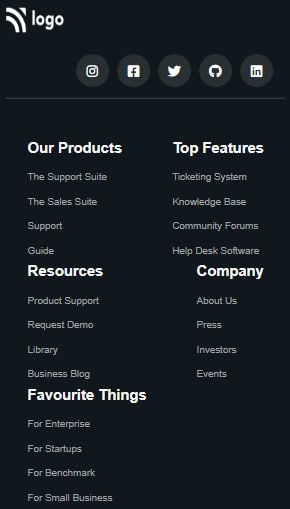 logo
Our Products
The Support Suite
The Sales Suite
Support
Guide
Top Features
Ticketing System
Knowledge Base
Community Forums
Help Desk Software
Resources
Product Support
Request Demo
Library
Business Blog
Company
About Us
Press
Investors
Events
Favourite Things
For Enterprise
For Startups
For Benchmark
For Small Business